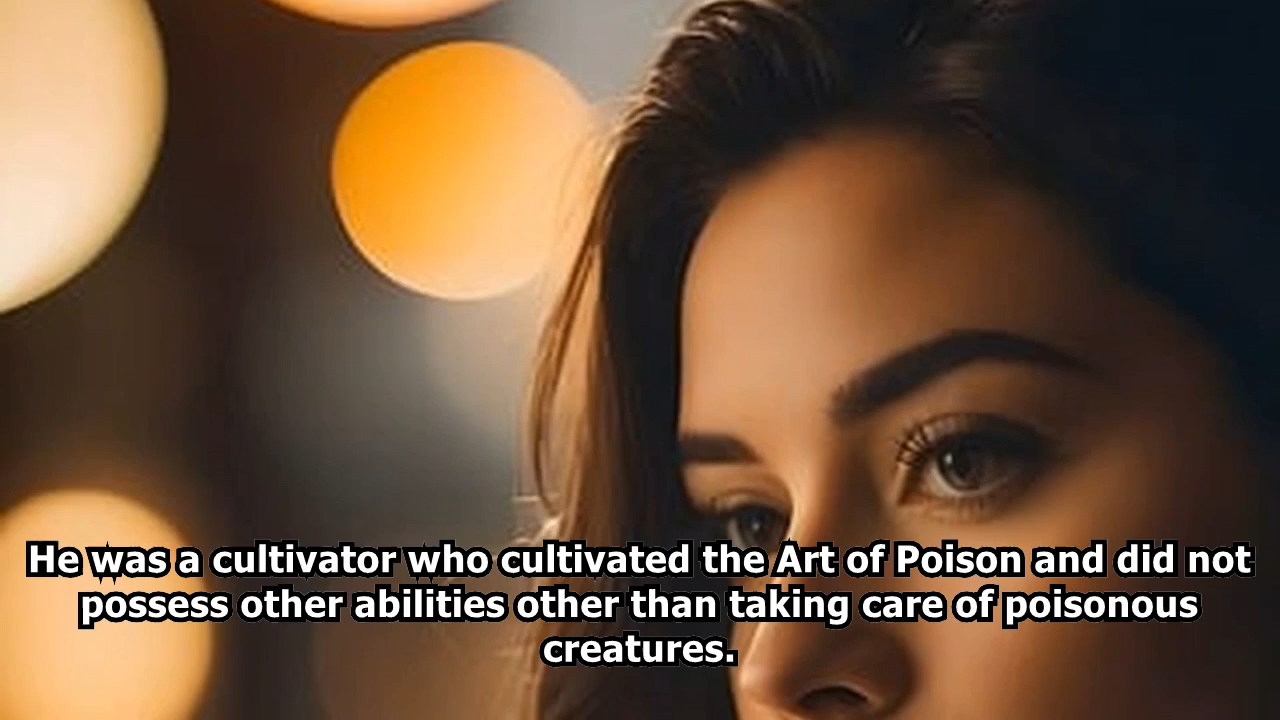 He was a cultivator who cultivated the Art of Poison and did not
possess other abilities other than taking care of poisonous
creatures.